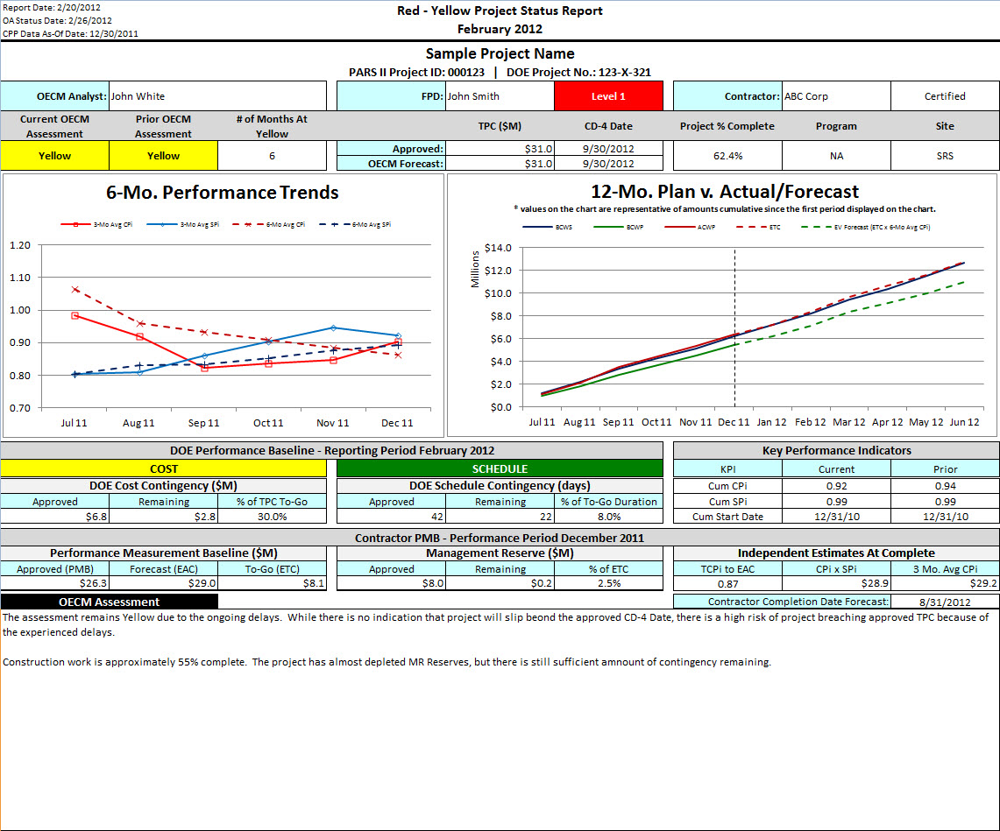 Report Date: 2/20/2012
OA Status Date: 2/26/2012
CPP Data As-Of Date: 12/30/2011
Red - Yellow Project Status Report
February 2012
Sample Project Name
PARS II Project ID: 000123 | DOE Project No.: 123-X-321
OECM Analyst: John White FPD: John Smith Level 1 Contractor: ABC Corp Certified
Current OECM Assessment Prior OECM Assessment # of Months At Yellow TPC ($M) CD-4 Date Project % Complete Program Site
Yellow Yellow 6 Approved: $31.0 9/30/2012 62.4% NA SRS
OECM Forecast: $31.0 9/30/2012
6-Mo. Performance Trends
3-Mo Avg CPi 3-Mo Avg SPi 6-Mo Avg CPi 6-Mo Avg SPi
1.20
1.10
1.00
0.90
0.80
0.70
Jul 11 Aug 11 Sep 11 Oct 11 Nov 11 Dec 11
12-Mo. Plan v. Actual/Forecast
* values on the chart are representative of amounts cumulative since the first period displayed on the chart.
BCWS BCWP ACWP ETC EV Forecast (ETC x 6-Mo Avg CPi)
Millions
$14.0
$12.0
$10.0
$8.0
$6.0
$4.0
$2.0
$0.0
Jul 11 Aug 11 Sep 11 Oct 11 Nov 11 Dec 11 Jan 12 Feb 12 Mar 12 Apr 12 May 12 Jun 12
DOE Performance Baseline - Reporting Period February 2012
COST SCHEDULE
DOE Cost Contingency ($M) DOE Schedule Contingency (days)
Approved Remaining % of TPC To-Go Approved Remaining % of To-Go Duration
$6.8 $2.8 30.0% 42 22 8.0%
Key Performance Indicators
KPI Current Prior
Cum CPi 0.92 0.94
Cum SPi 0.99 0.99
Cum Start Date 12/31/10 12/31/10
Contractor PMB - Performance Period December 2011
Performance Measurement Baseline ($M) Management Reserve ($M) Independent Estimates At Complete
Approved (PMB) Forecast (EAC) To-Go (ETC) Approved Remaining % of ETC TCPi to EAC CPi x SPi 3 Mo. Avg CPi
$26.3 $29.0 $8.1 $8.0 $0.2 2.5% 0.87 $28.9 $29.2
OECM Assessment Contractor Completion Date Forecast: 8/31/2012
The assessment remains Yellow due to the ongoing delays. While there is no indication that project will slip beond the approved CD-4 Date, there is a high risk of project breaching approved TPC because of
the experienced delays.
Construction work is approximately 55% complete. The project has almost depleted MR Reserves, but there is still sufficient ammount of contingency remaining.